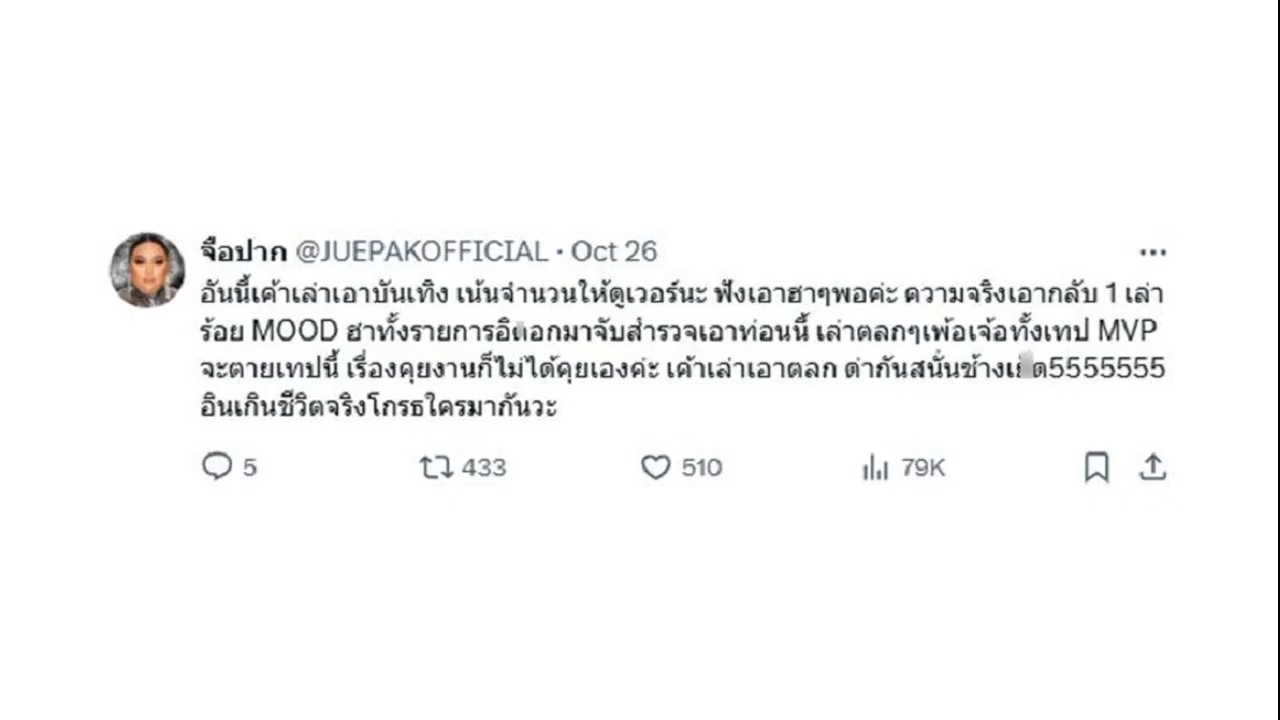 จือปาก @JUEPAKOFFICIAL · Oct 26
อันนี้เค้าเล่าเอาบันเทิง เน้นจำนวนให้ดูเวอร์นะ ฟังเอาฮาๆพอค่ะ ความจริงเอากลับ 1 เล่า
ร้อย MOOD ฮาทั้งรายการอิ อกมาจับสำรวจเอาท่อนนี้ เล่าตลกๆเพ้อเจ้อทั้งเทป MVP
จะตายเทปนี้ เรื่องคุยงานก็ไม่ได้คุยเองค่ะ เค้าเล่าเอาตลก ด่ากันสนั่นช้างเ ด5555555
อินเกินชีวิตจริงโกรธใครมากันวะ
5 433 510 79K